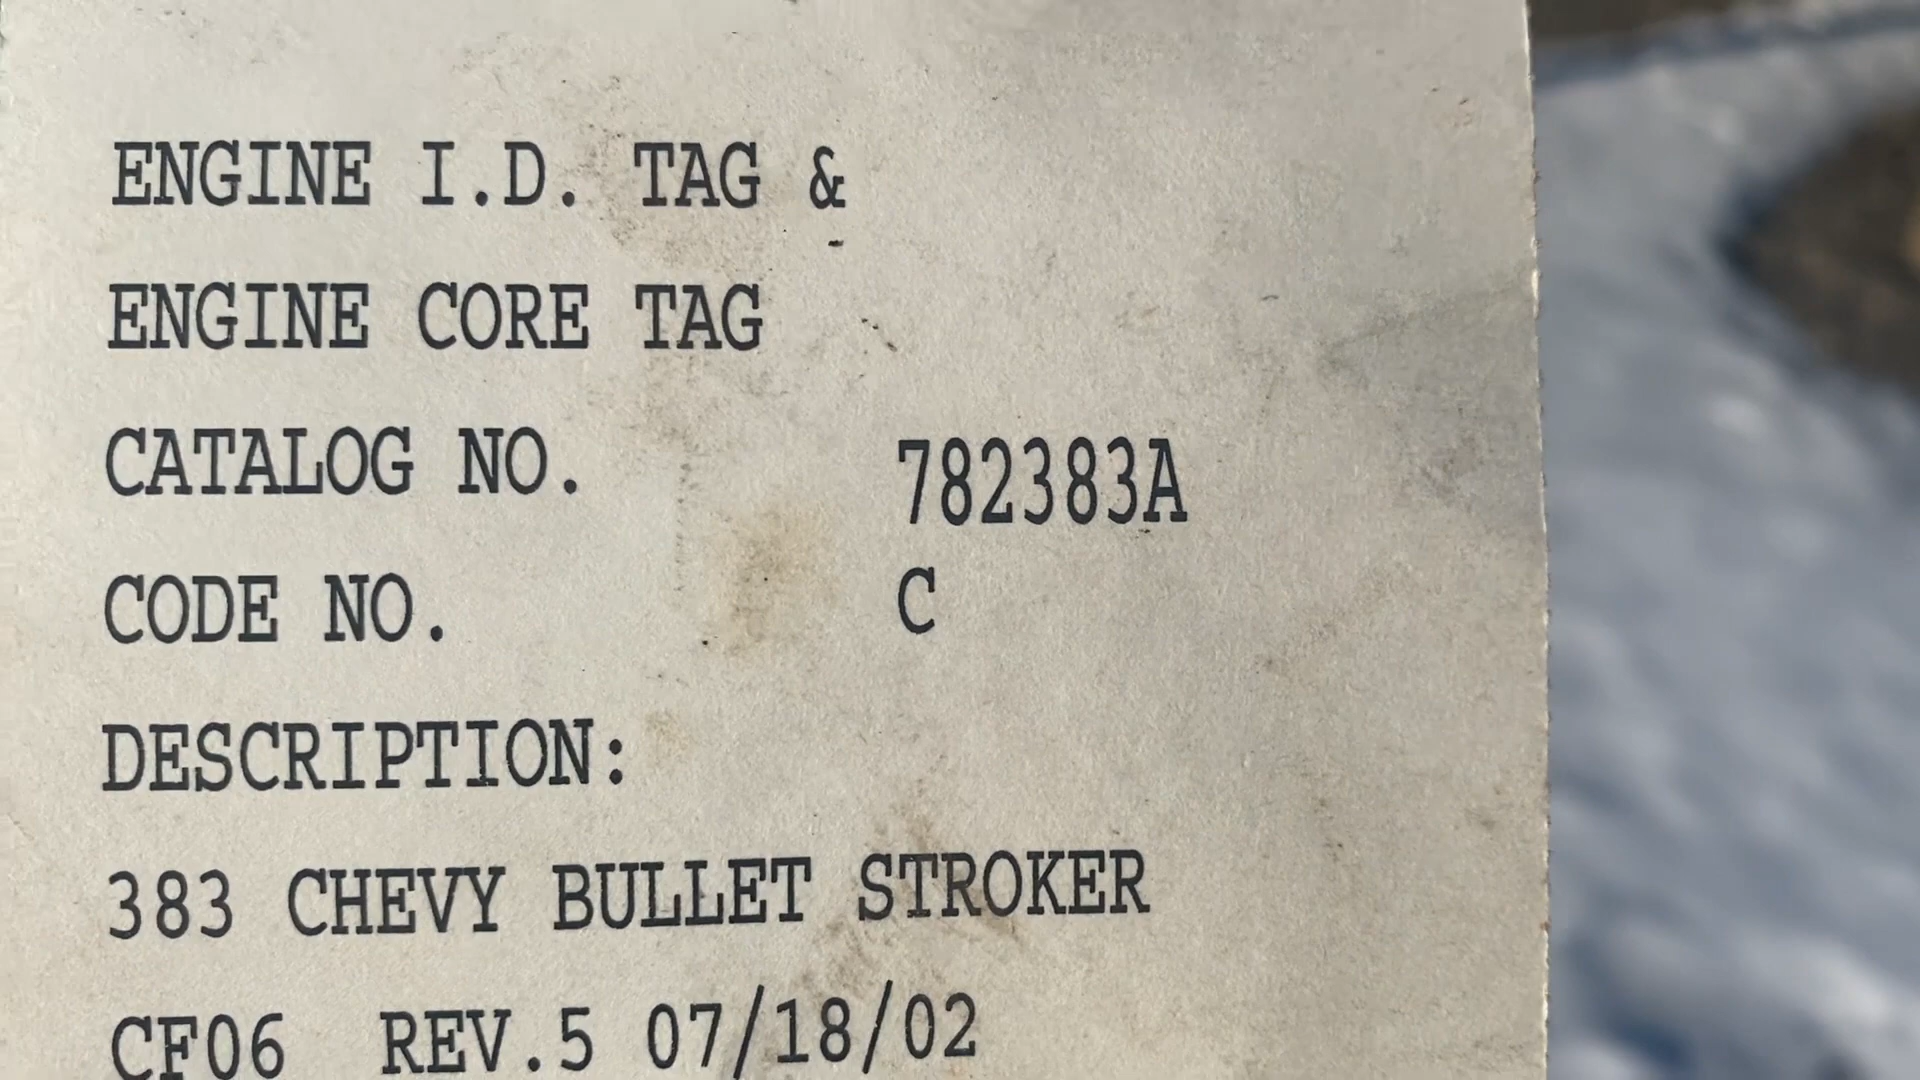 ENGINE I.D. TAG &
ENGINE CORE TAG
CATALOG NO. 782383A
CODE NO. C
DESCRIPTION:
383 CHEVY BULLET STROKER
CF06 REV.5 07/18/02